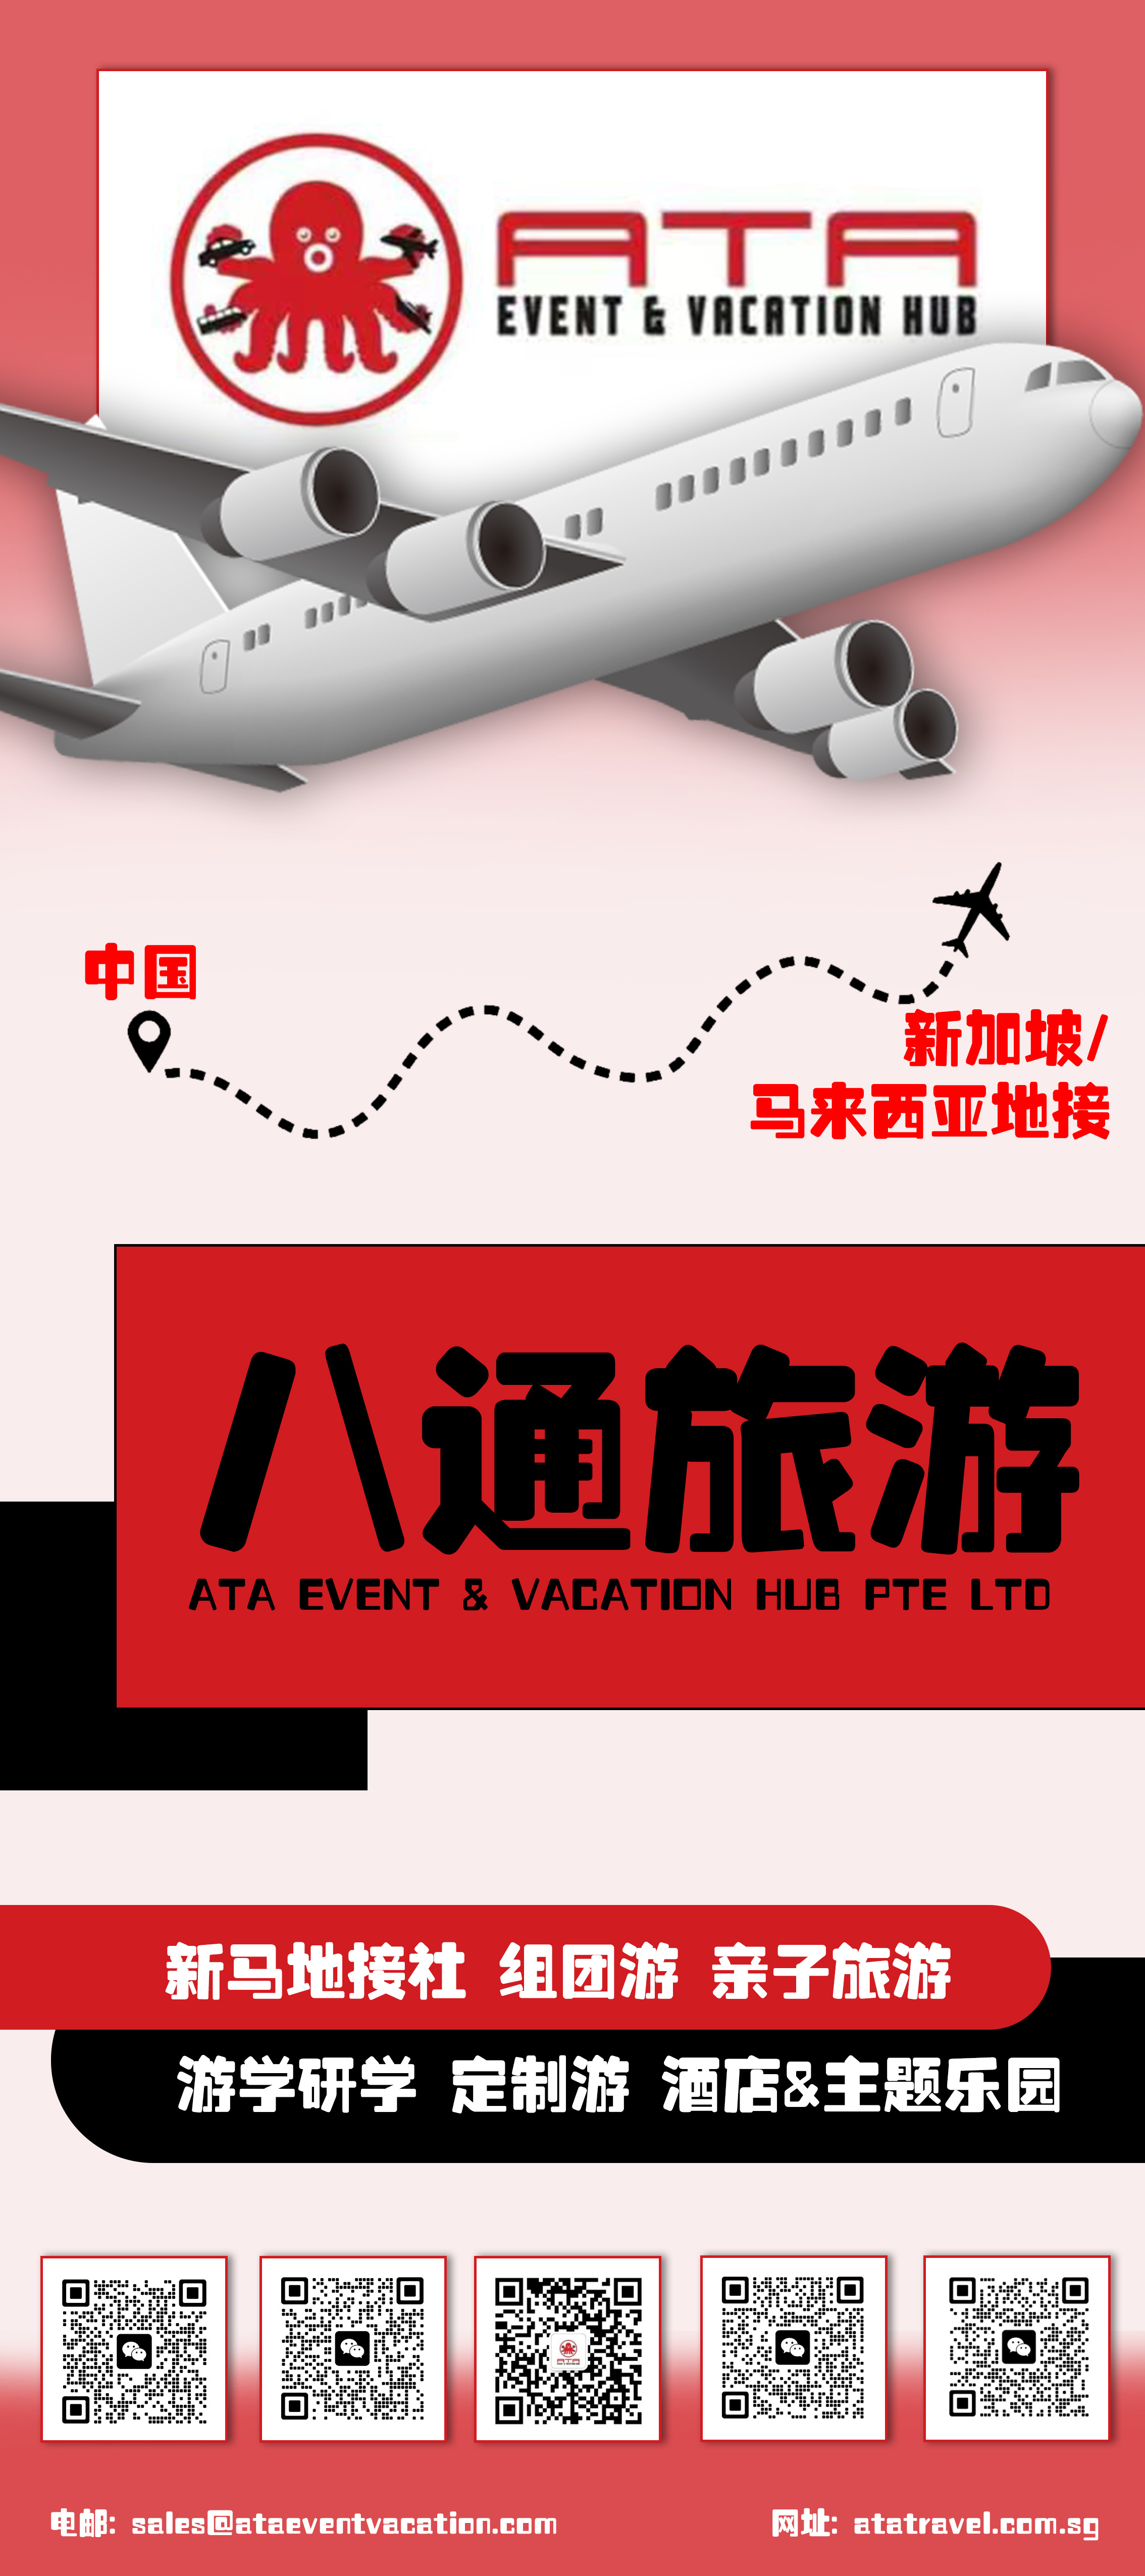 ATA
EVENT & VACATION HUB
中国
新加坡/
马来西亚地接
八通旅游
ATA EVENT & VACATION HUB PTE LTD
新马地接社 组团游 亲子旅游
游学研学 定制游 酒店&主题乐园
电邮: sales@ataeventvacation.com
网址: atatravel.com.sg